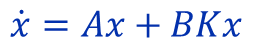 ẋ = Ax + BKx